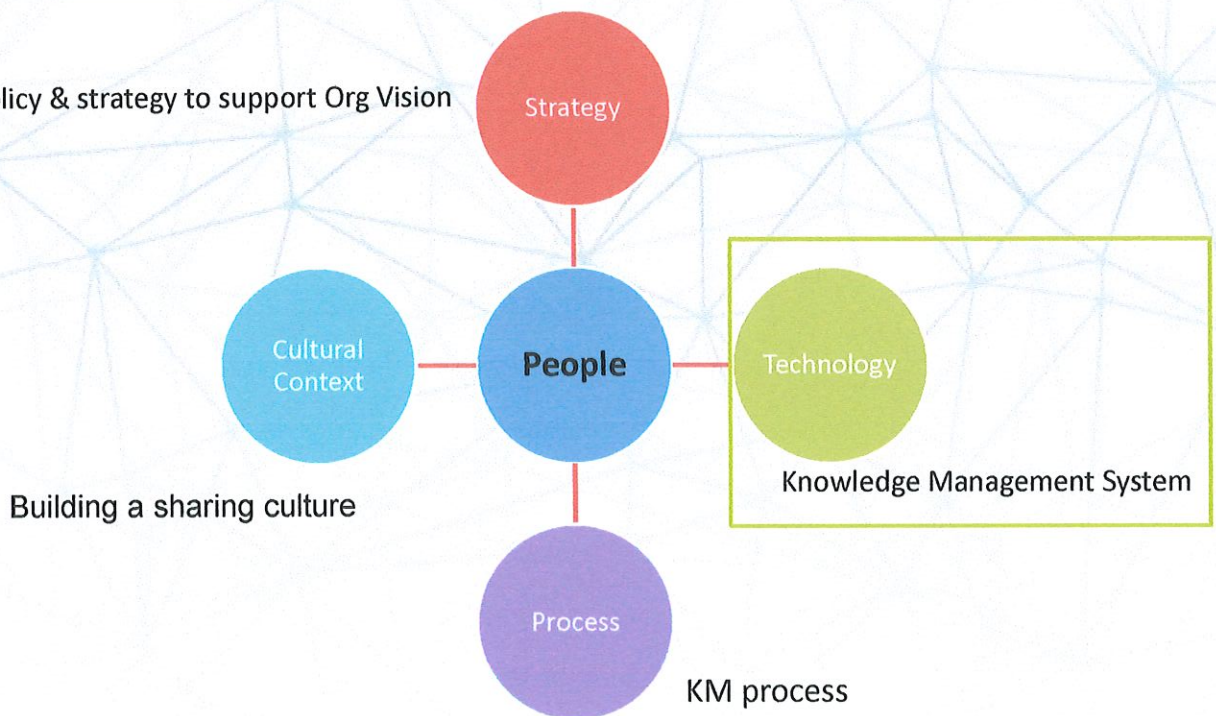 & strategy to support Org Vision
Strategy
Cultural
Context
People
Technology
Building a sharing culture
Knowledge Management System
Process
KM process